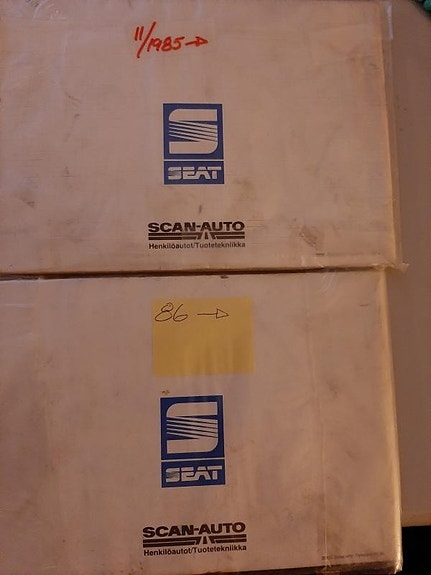 11/1985→
SEAT
SCAN-AUTO
Henkilöautot/Tuotetekniikka
86 →
SEAT
SCAN-AUTO
Henkilöautot/Tuotetekniikka